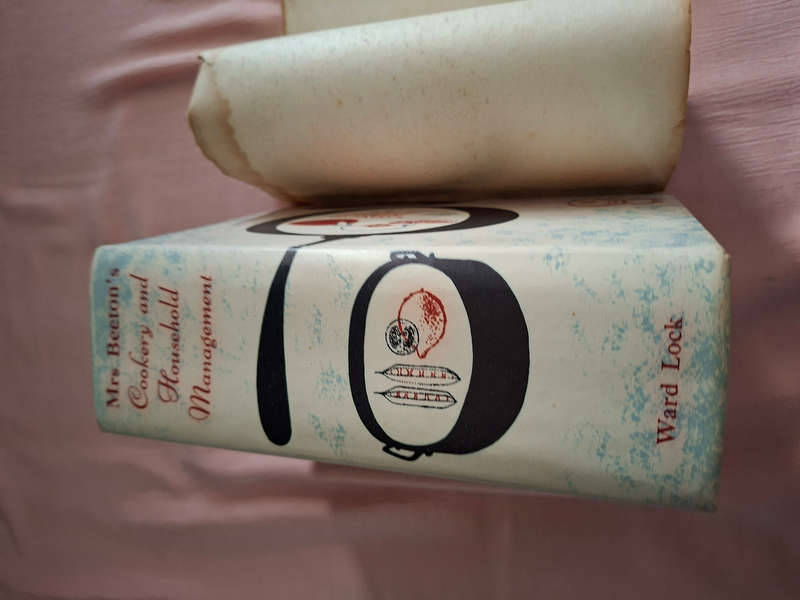 Mrs Beeton's
Cookery and
Household
Management
Ward Lock